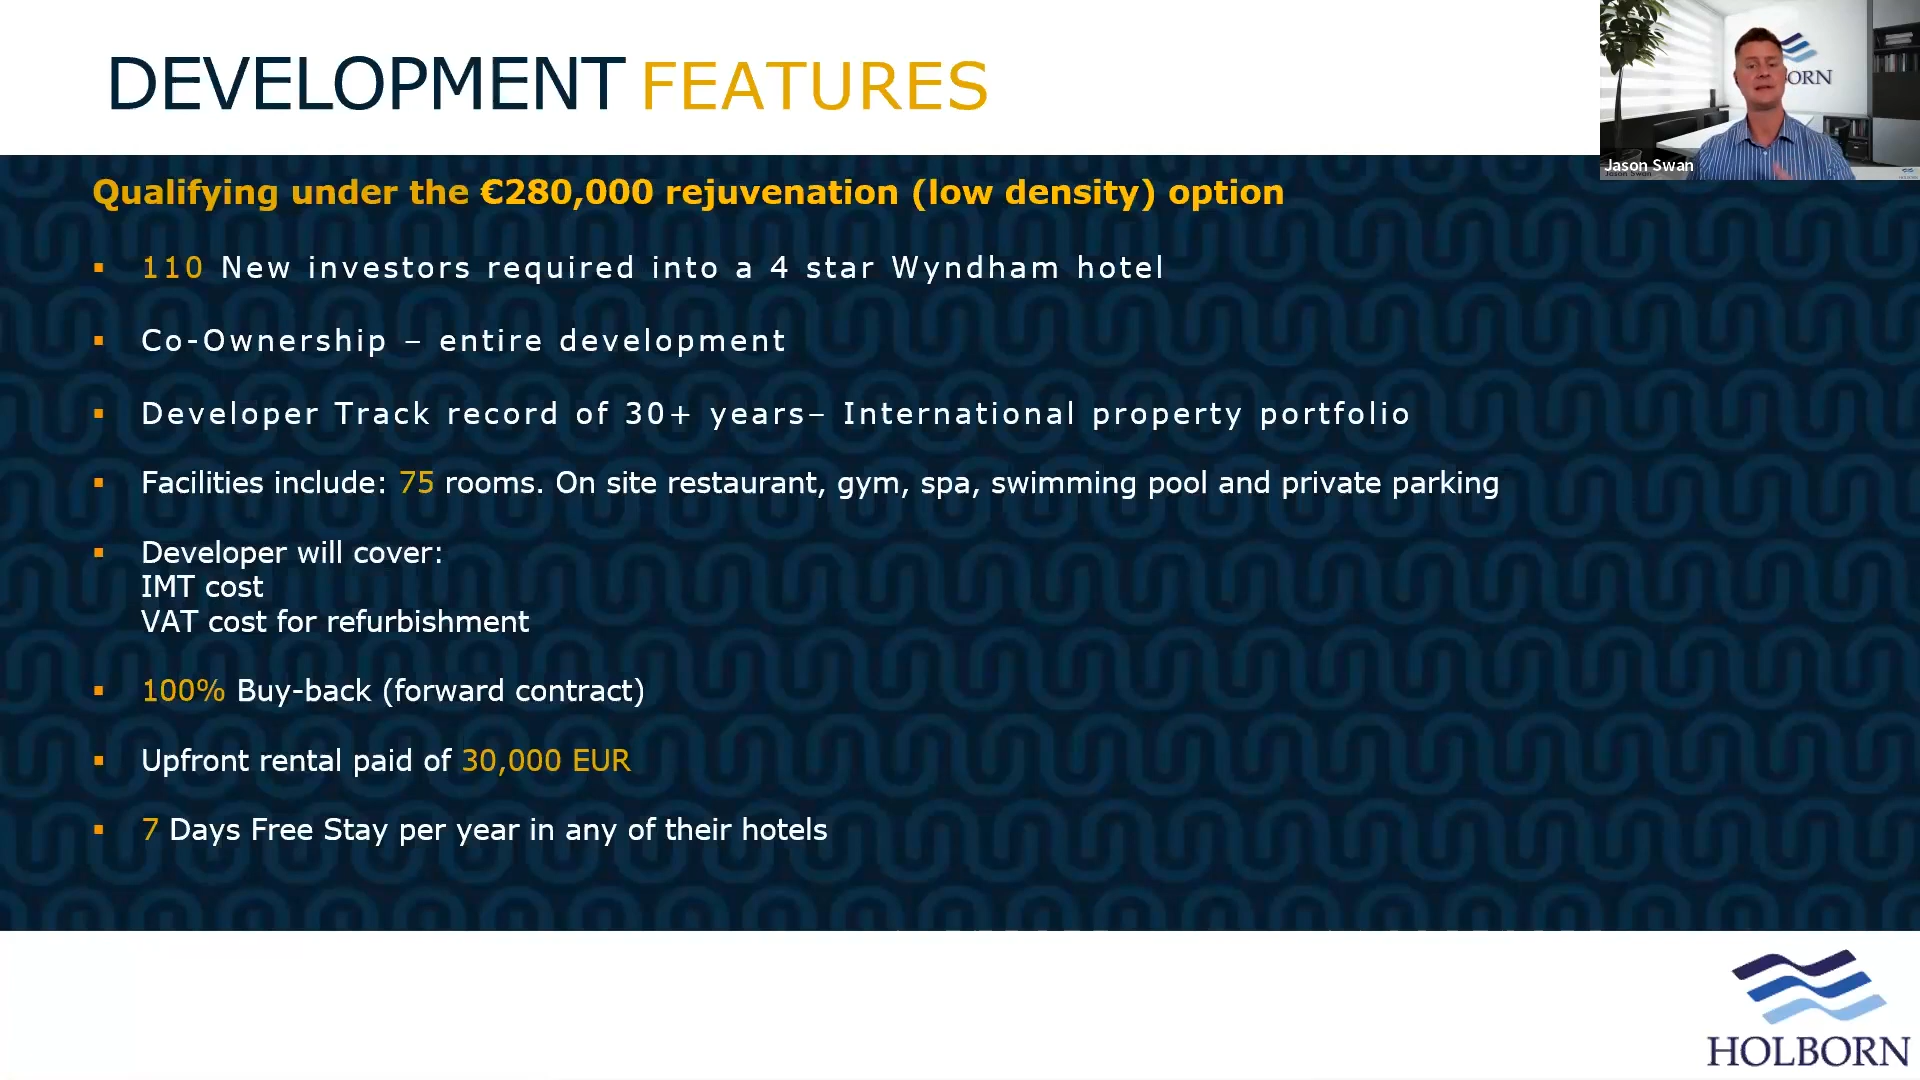 DEVELOPMENT FEATURES
ORN
Jason Swan
Jason Swan
Qualifying under the €280,000 rejuvenation (low density) option
110 New investors required into a 4 star Wyndham hotel
Co-Ownership – entire development
Developer Track record of 30+ years– International property portfolio
Facilities include: 75 rooms. On site restaurant, gym, spa, swimming pool and private parking
Developer will cover:
IMT cost
VAT cost for refurbishment
100% Buy-back (forward contract)
Upfront rental paid of 30,000 EUR
7 Days Free Stay per year in any of their hotels
HOLBORN